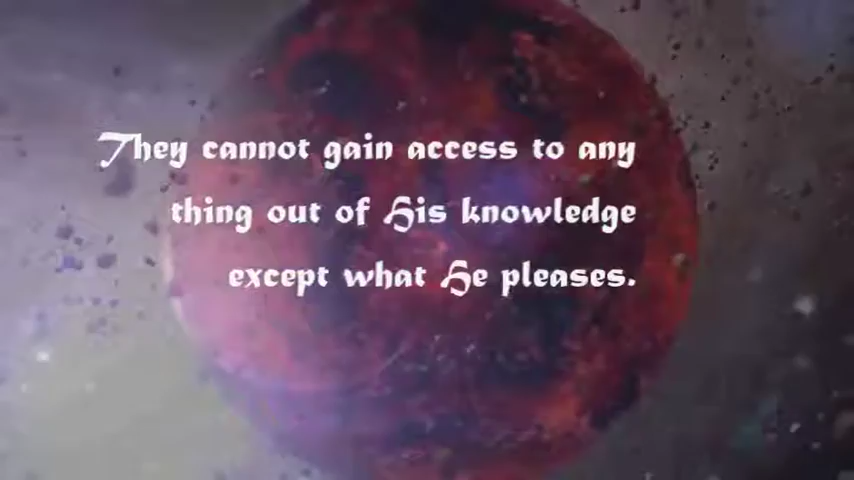 They cannot gain access to any
thing out of His knowledge
except what He pleases.